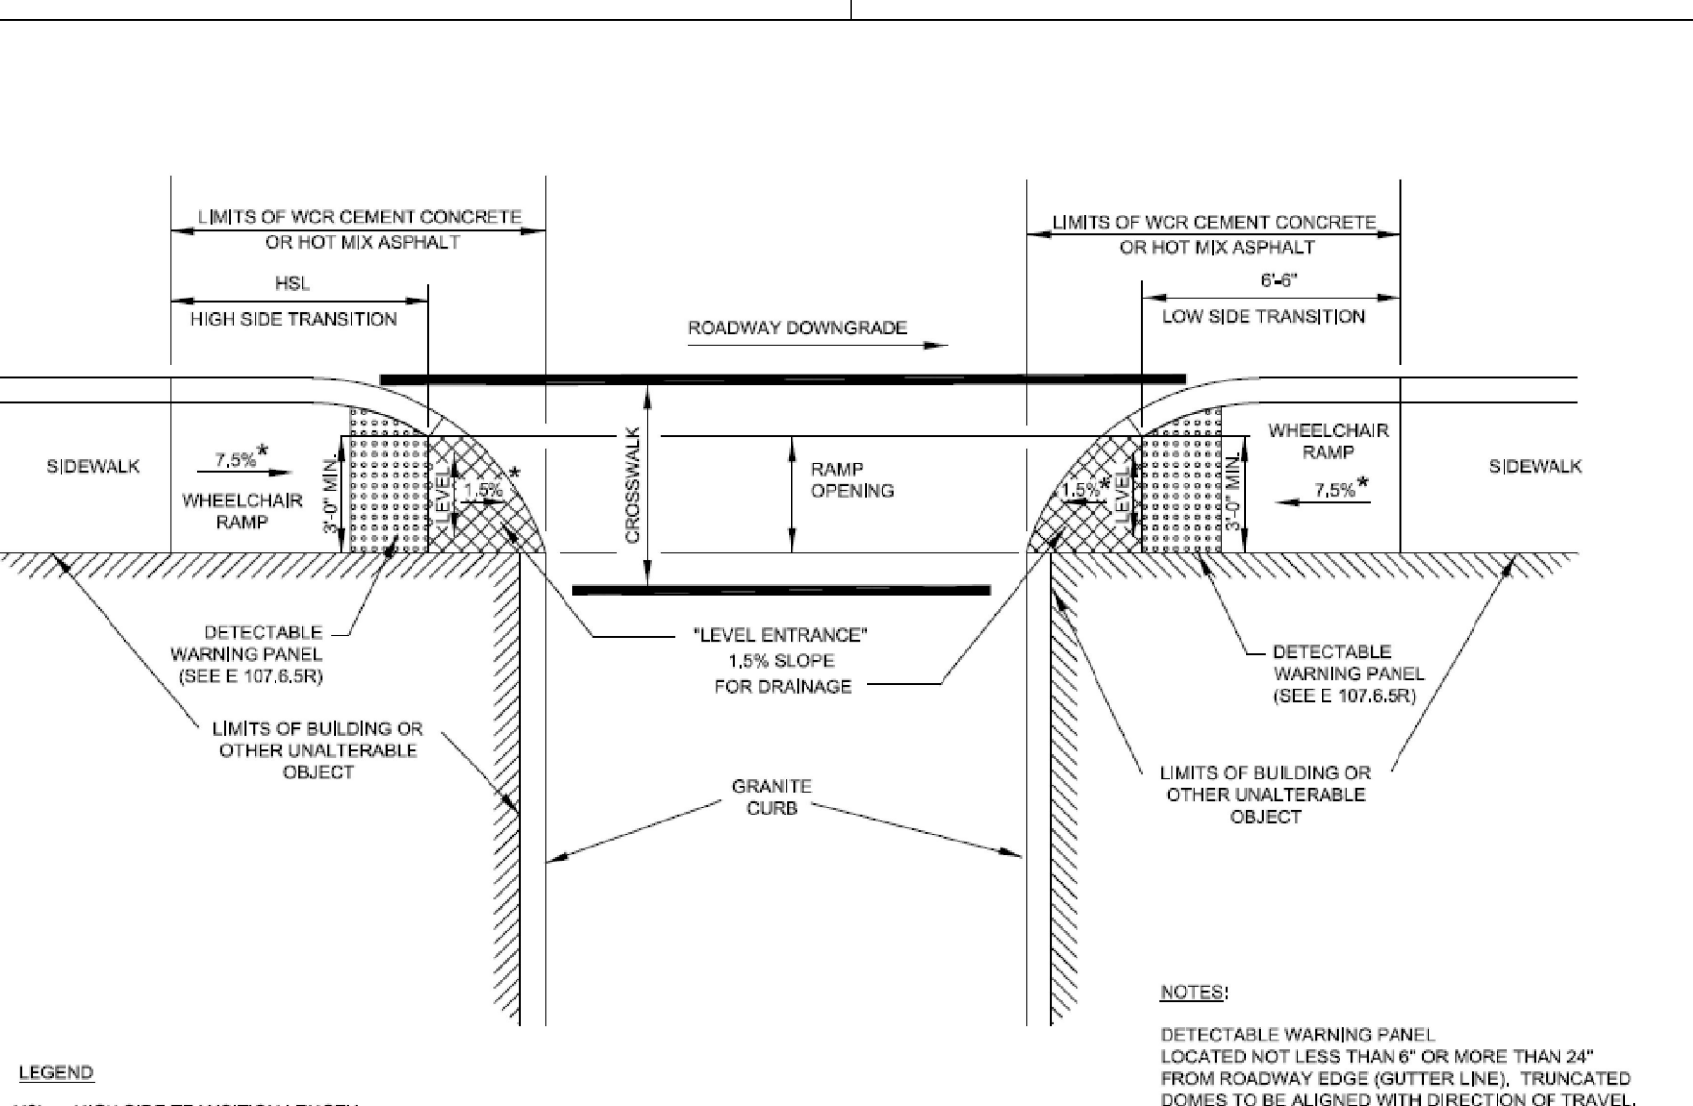 LIMITS OF WCR CEMENT CONCRETE
OR HOT MIX ASPHALT
HSL
HIGH SIDE TRANSITION
ROADWAY DOWNGRADE
LIMITS OF WCR CEMENT CONCRETE
OR HOT MIX ASPHALT
6'-6"
LOW SIDE TRANSITION
SIDEWALK
7.5%*
WHEELCHAIR
RAMP
3'-0" MIN.
LEVEL
1.5%
*
CROSSWALK
RAMP
OPENING
1.5%*
LEVEL
3'-0" MIN.
WHEELCHAIR
RAMP
7.5%*
SIDEWALK
DETECTABLE
WARNING PANEL
(SEE E 107.6.5R)
"LEVEL ENTRANCE"
1.5% SLOPE
FOR DRAINAGE
DETECTABLE
WARNING PANEL
(SEE E 107.6.5R)
LIMITS OF BUILDING OR
OTHER UNALTERABLE
OBJECT
GRANITE
CURB
LIMITS OF BUILDING OR
OTHER UNALTERABLE
OBJECT
LEGEND
HSL = HIGH SIDE TRANSITION LENGTH
NOTES:
DETECTABLE WARNING PANEL
LOCATED NOT LESS THAN 6" OR MORE THAN 24"
FROM ROADWAY EDGE (GUTTER LINE), TRUNCATED
DOMES TO BE ALIGNED WITH DIRECTION OF TRAVEL.